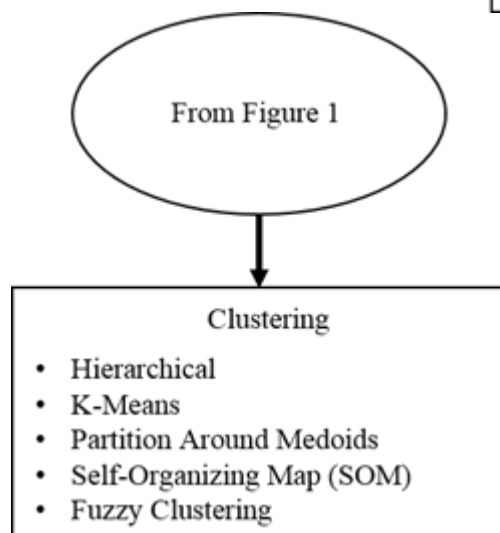 From Figure 1
Clustering
• Hierarchical
• K-Means
• Partition Around Medoids
• Self-Organizing Map (SOM)
• Fuzzy Clustering